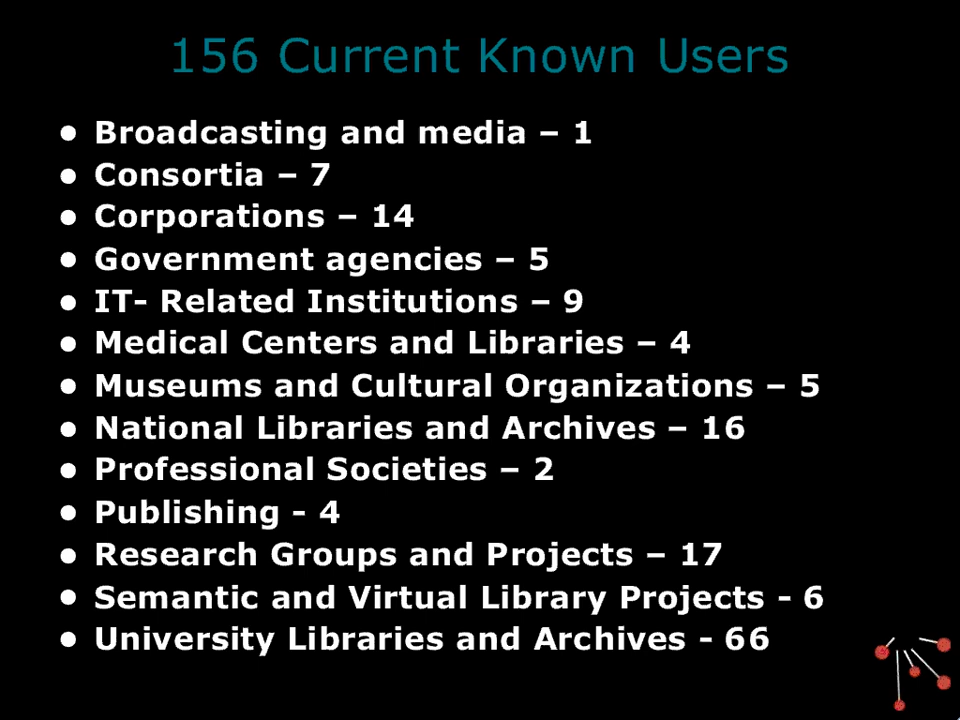 156 Current Known Users
• Broadcasting and media – 1
• Consortia – 7
• Corporations – 14
• Government agencies – 5
• IT- Related Institutions – 9
• Medical Centers and Libraries – 4
• Museums and Cultural Organizations – 5
• National Libraries and Archives – 16
• Professional Societies – 2
• Publishing - 4
• Research Groups and Projects – 17
• Semantic and Virtual Library Projects - 6
• University Libraries and Archives - 66